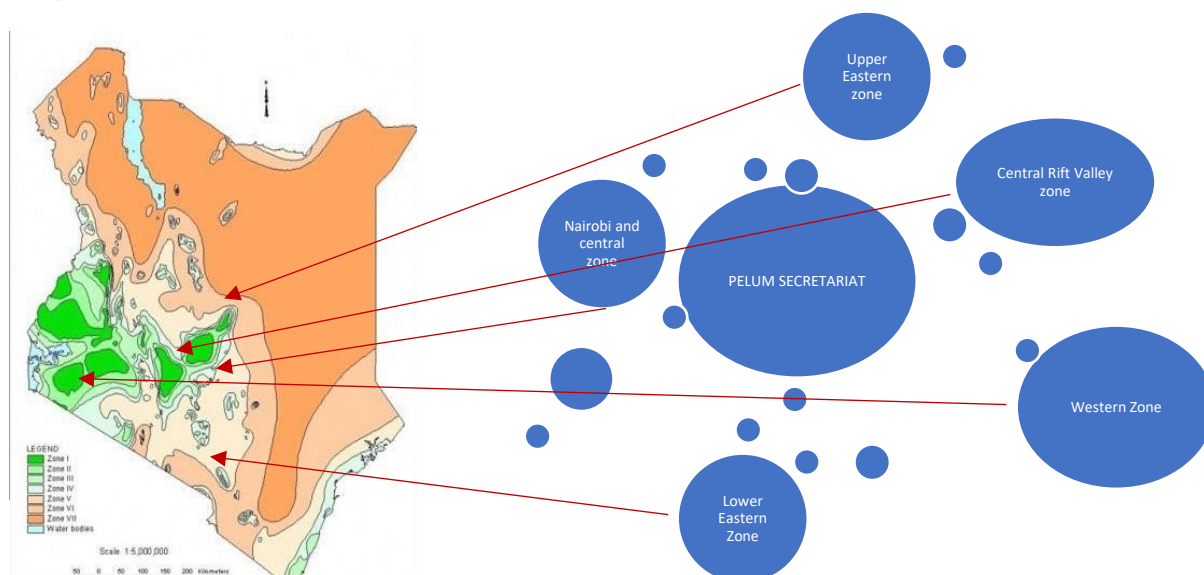 LEGEND
Zone I
Zone II
Zone III
Zone IV
Zone V
Zone VI
Zone VII
Water bodies
Scale 1:5,000,000
50 0 50 100 150 200 Kilometers
Upper
Eastern
zone
Central Rift Valley
zone
Nairobi and
central
zone
PELUM SECRETARIAT
Western Zone
Lower
Eastern
Zone